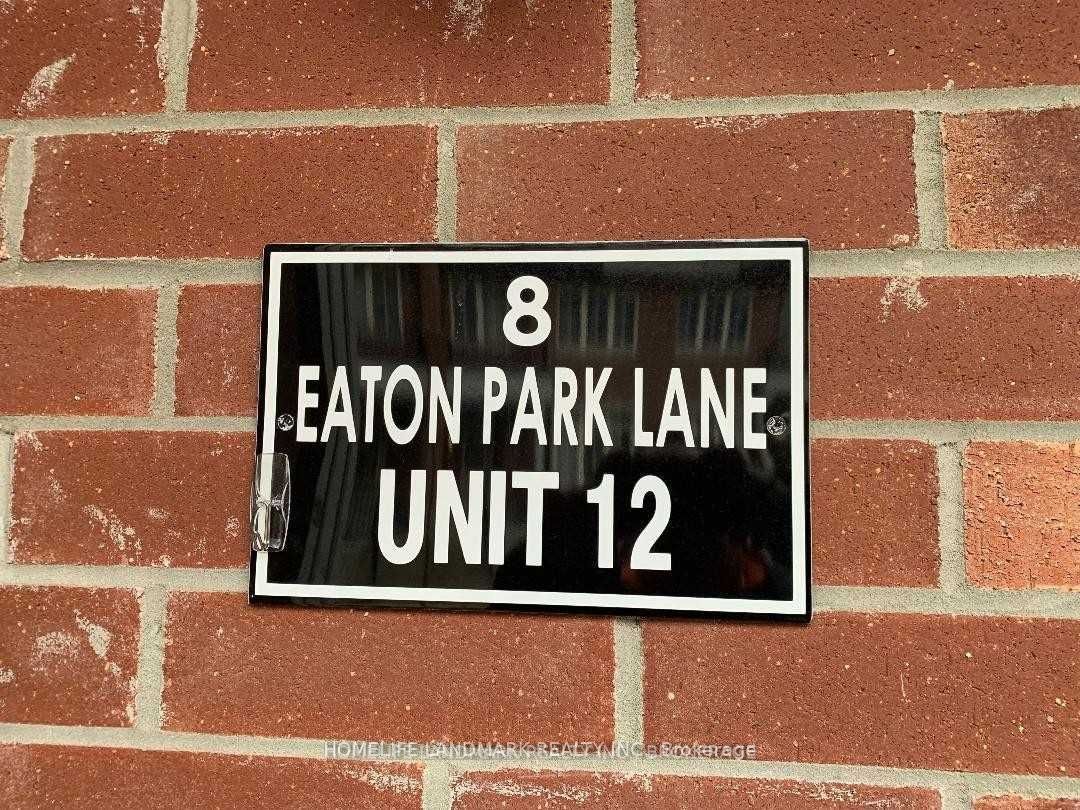 8
EATON PARK LANE
UNIT 12
HOMELIFE LANDMARK REALTY INC. Brokerage